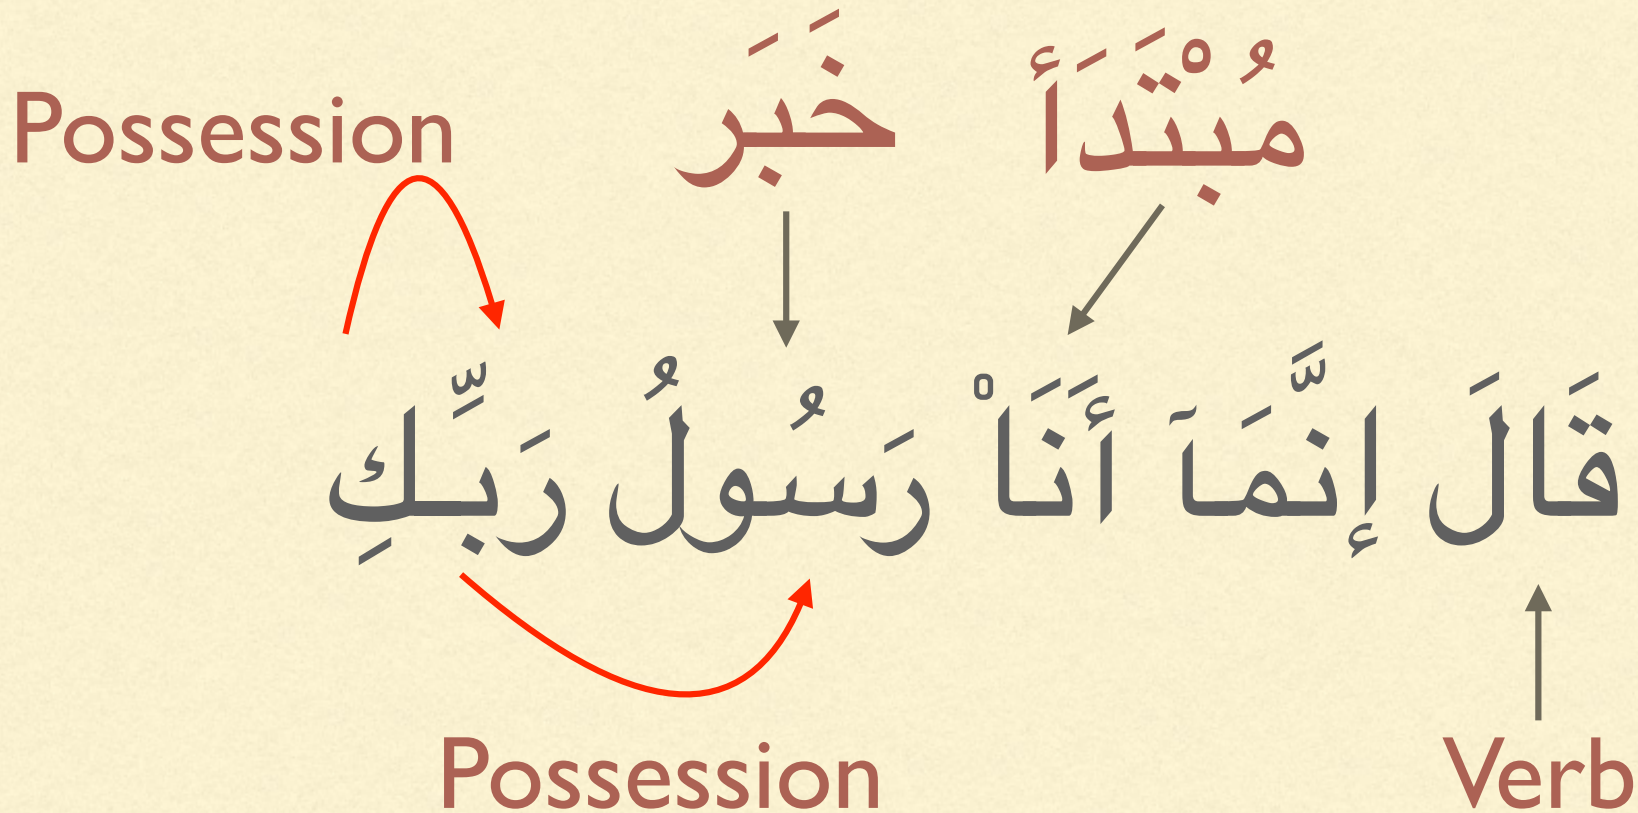 مُبْتَدَأ خَبَر
Possession
قَالَ إِنَّمَآ أَنَا۠ رَسُولُ رَبِّكِ
Possession
Verb